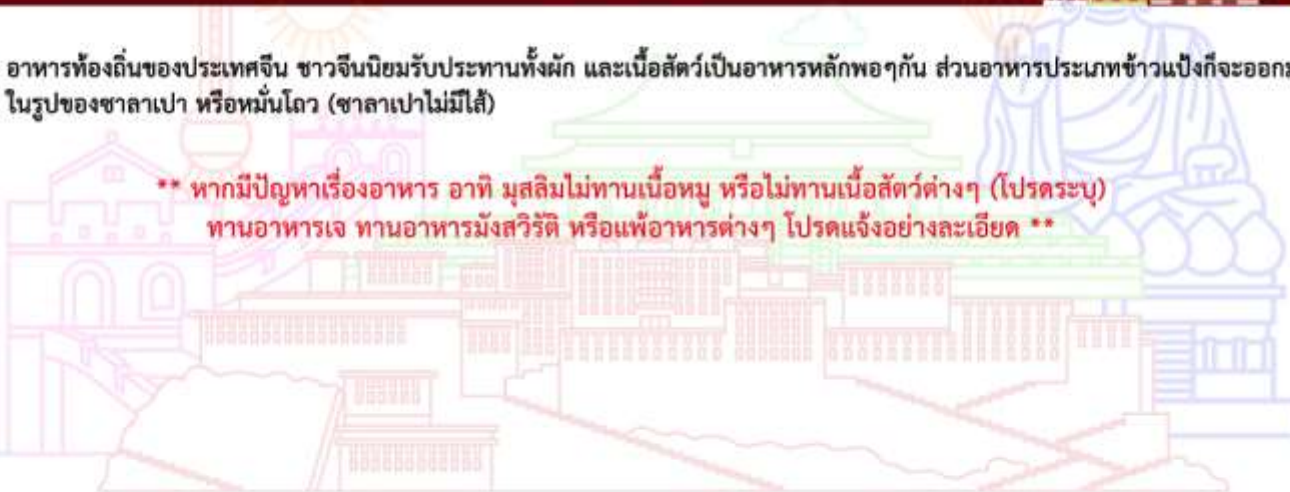 อาหารท้องถิ่นของประเทศจีน ชาวจีนนิยมรับประทานทั้งผัก และเนื้อสัตว์เป็นอาหารหลักพอๆกัน ส่วนอาหารประเภทข้าวแป้งก็จะออก
ในรูปของซาลาเปา หรือหมั่นโถว (ซาลาเปาไม่มีไส้)
** หากมีปัญหาเรื่องอาหาร อาทิ มุสลิมไม่ทานเนื้อหมู หรือไม่ทานเนื้อสัตว์ต่างๆ (โปรดระบุ)
ทานอาหารเจ ทานอาหารมังสวิรัติ หรือแพ้อาหารต่างๆ โปรดแจ้งอย่างละเอียด **